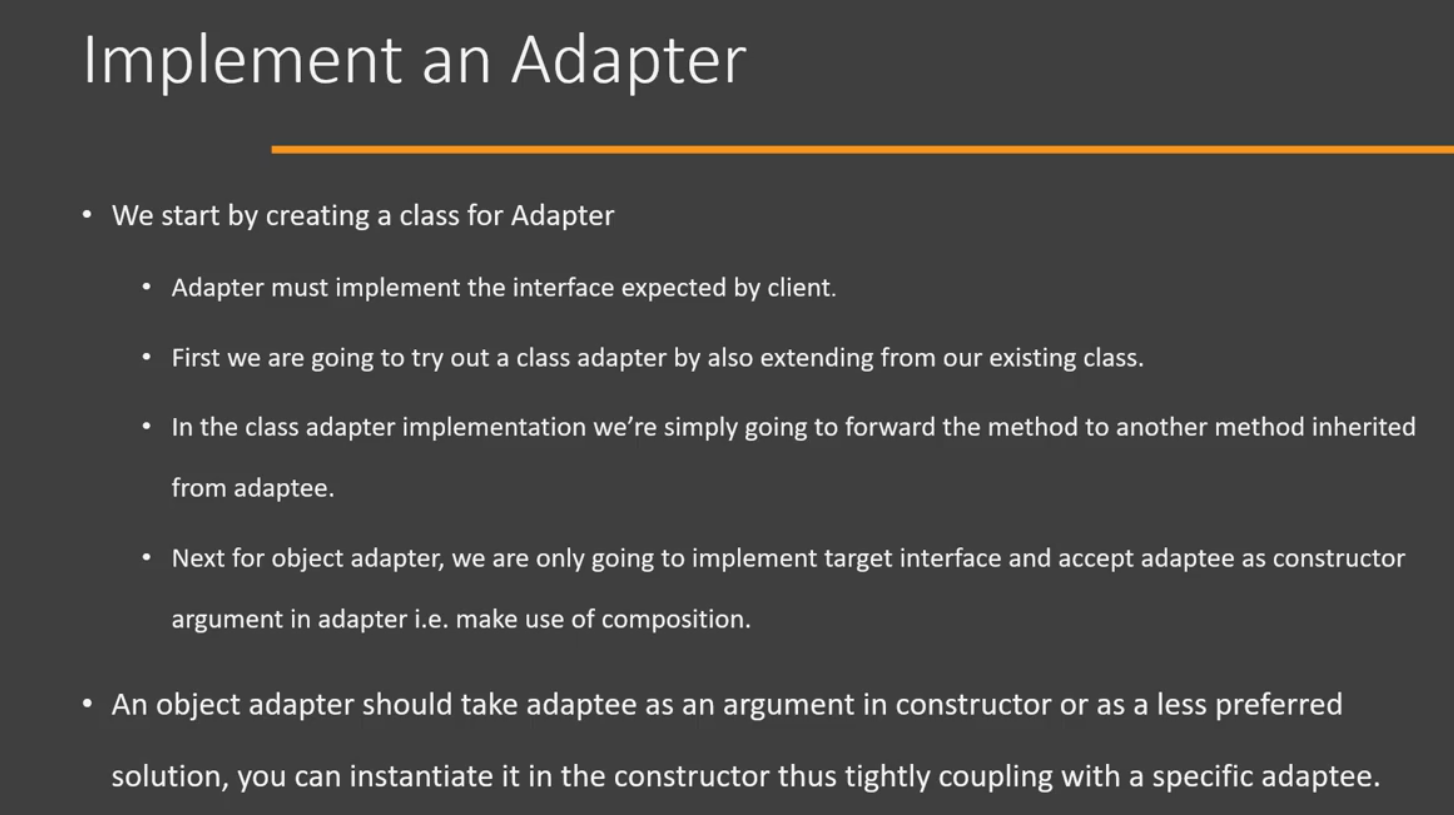 Implement an Adapter
• We start by creating a class for Adapter
• Adapter must implement the interface expected by client.
• First we are going to try out a class adapter by also extending from our existing class.
• In the class adapter implementation we’re simply going to forward the method to another method inherited
from adaptee.
• Next for object adapter, we are only going to implement target interface and accept adaptee as constructor
argument in adapter i.e. make use of composition.
• An object adapter should take adaptee as an argument in constructor or as a less preferred
solution, you can instantiate it in the constructor thus tightly coupling with a specific adaptee.